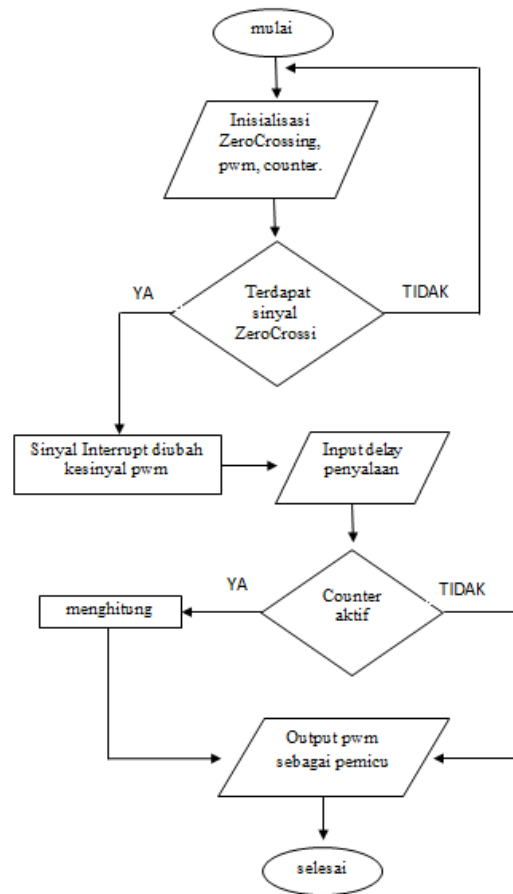 mulai
Inisialisasi
ZeroCrossing,
pwm, counter.
YA
Terdapat
sinyal
ZeroCrossi
TIDAK
Sinyal Interrupt diubah
kesinyal pwm
Input delay
penyalaan
YA
Counter
aktif
TIDAK
menghitung
Output pwm
sebagai pemicu
selesai